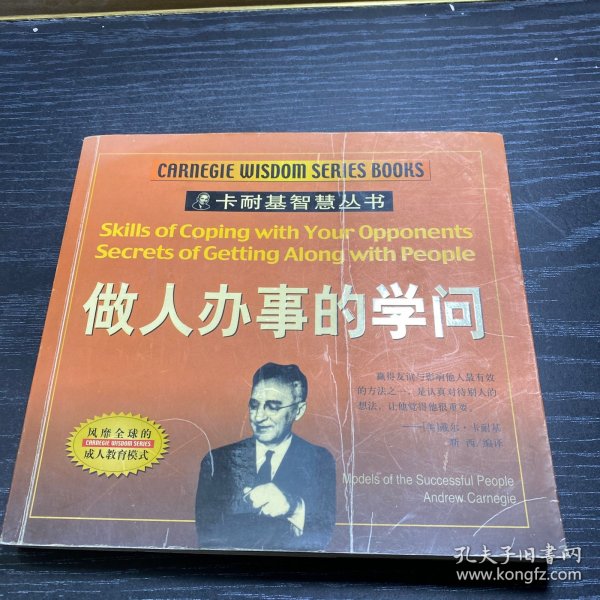 CARNEGIE WISDOM SERIES BOOKS
卡耐基智慧丛书
Skills of Coping with Your Opponents
Secrets of Getting Along with People
做人办事的学问
赢得友谊与影响他人最有效
的方法之一，是认真对待别人的
想法，让他觉得他很重要。
——[美]戴尔·卡耐基
编译
风靡全球的
CARNEGIE WISDOM SERIES
成人教育模式
Models of the Successful People
Andrew Carnegie
孔夫子旧书网
www.kongfz.com